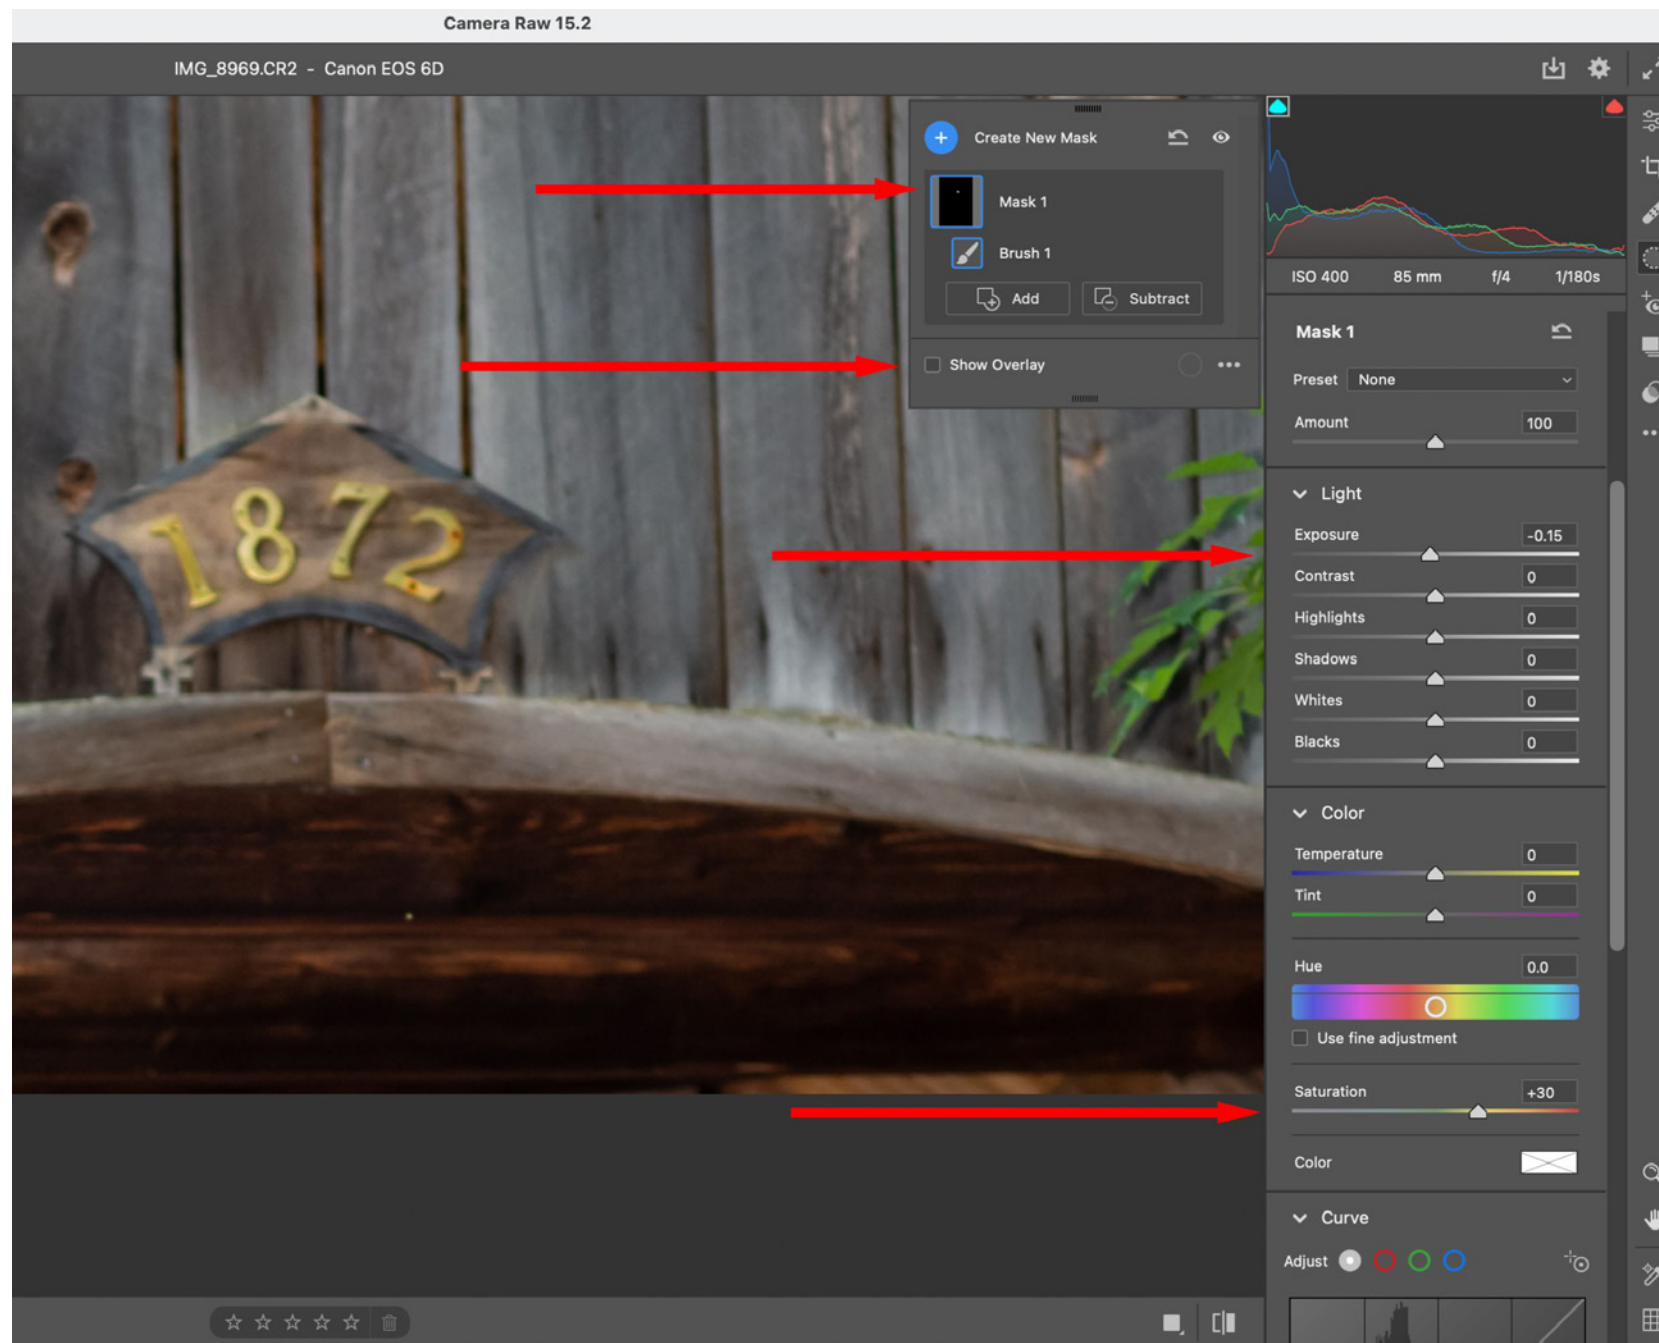 Camera Raw 15.2
IMG_8969.CR2 - Canon EOS 6D
Create New Mask
Mask 1
Brush 1
Add Subtract
Show Overlay
1872
ISO 400 85 mm f/4 1/180s
Mask 1
Preset None
Amount 100
Light
Exposure -0.15
Contrast 0
Highlights 0
Shadows 0
Whites 0
Blacks 0
Color
Temperature 0
Tint 0
Hue 0.0
Use fine adjustment
Saturation +30
Color
Curve
Adjust